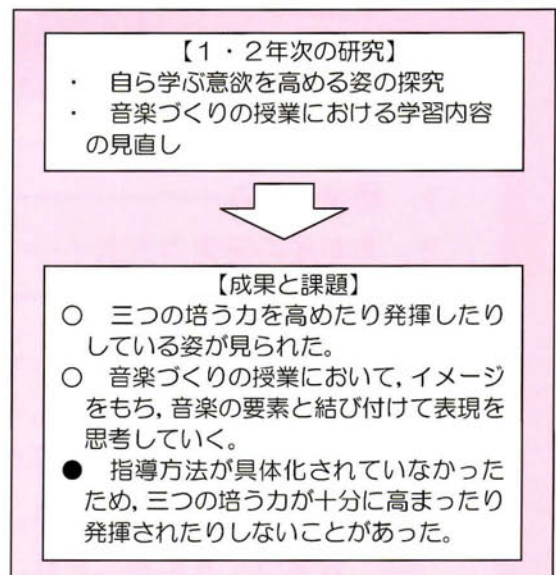 【１・２年次の研究】
・　自ら学ぶ意欲を高める姿の探究
・　音楽づくりの授業における学習内容
の見直し
【成果と課題】
○　三つの培う力を高めたり発揮したり
している姿が見られた。
○　音楽づくりの授業において，イメージ
をもち，音楽の要素と結び付けて表現を
思考していく。
●　指導方法が具体化されていなかった
ため，三つの培う力が十分に高まったり
発揮されたりしないことがあった。